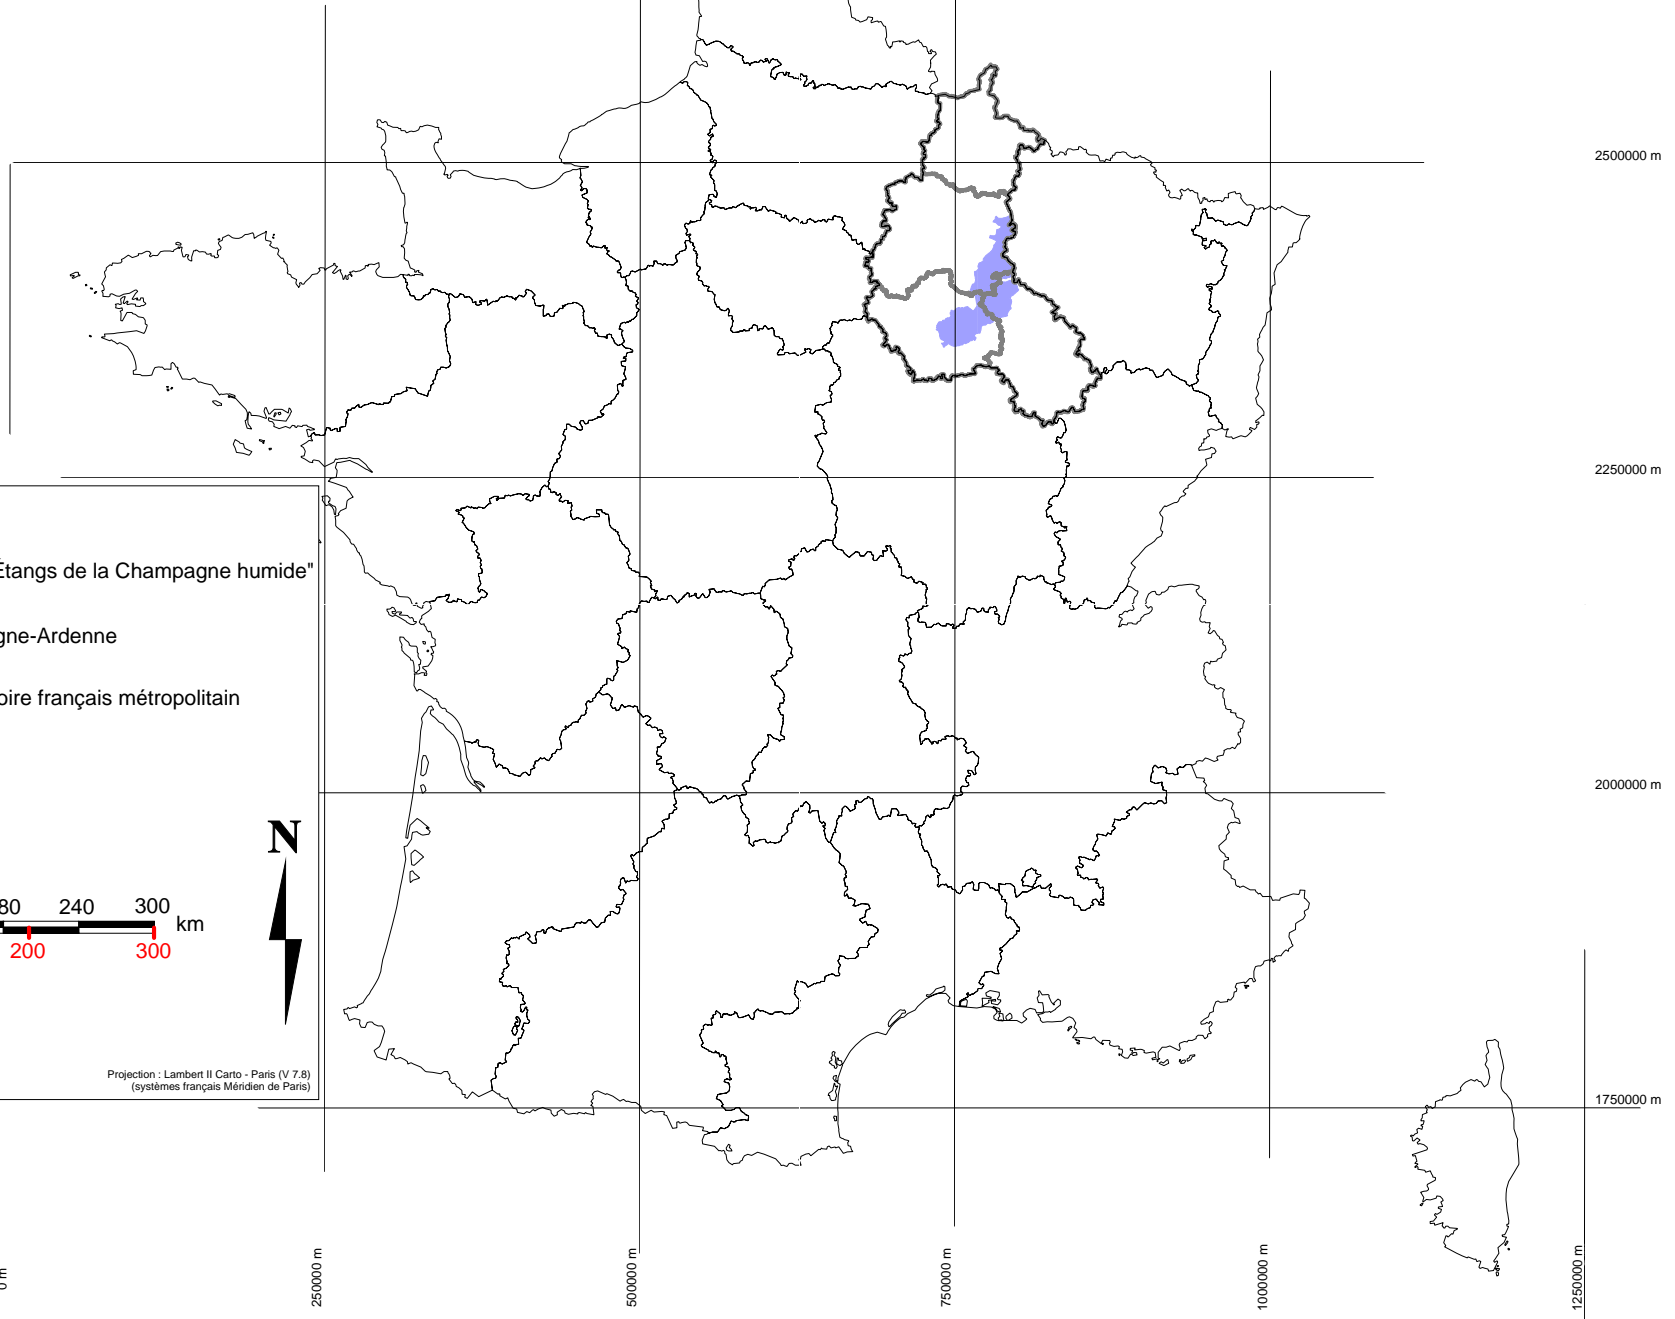 2500000 m
2250000 m
Étangs de la Champagne humide"
gne-Ardenne
oire français métropolitain
2000000 m
N
80 240 300
km
200 300
Projection : Lambert II Carto - Paris (V 7.8)
(systèmes français Méridien de Paris)
1750000 m
0 m
250000 m
500000 m
750000 m
1000000 m
1250000 m